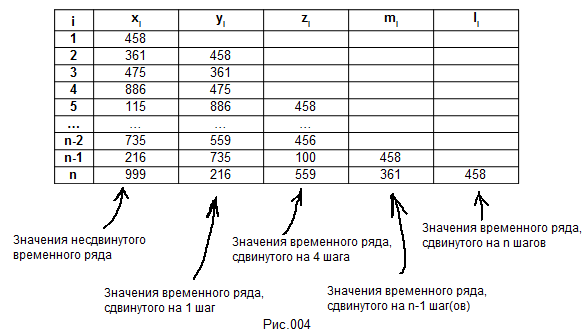 i xi yi zi mi li
1 458
2 361 458
3 475 361
4 886 475
5 115 886 458
... ... ... ...
n-2 735 559 456
n-1 216 735 100 458
n 999 216 559 361 458
Значения несдвинутого
временного ряда
Значения временного ряда,
сдвинутого на 1 шаг
Значения временного ряда,
сдвинутого на 4 шага
Значения временного ряда,
сдвинутого на n-1 шаг(ов)
Значения временного ряда,
сдвинутого на n шагов
Рис.004